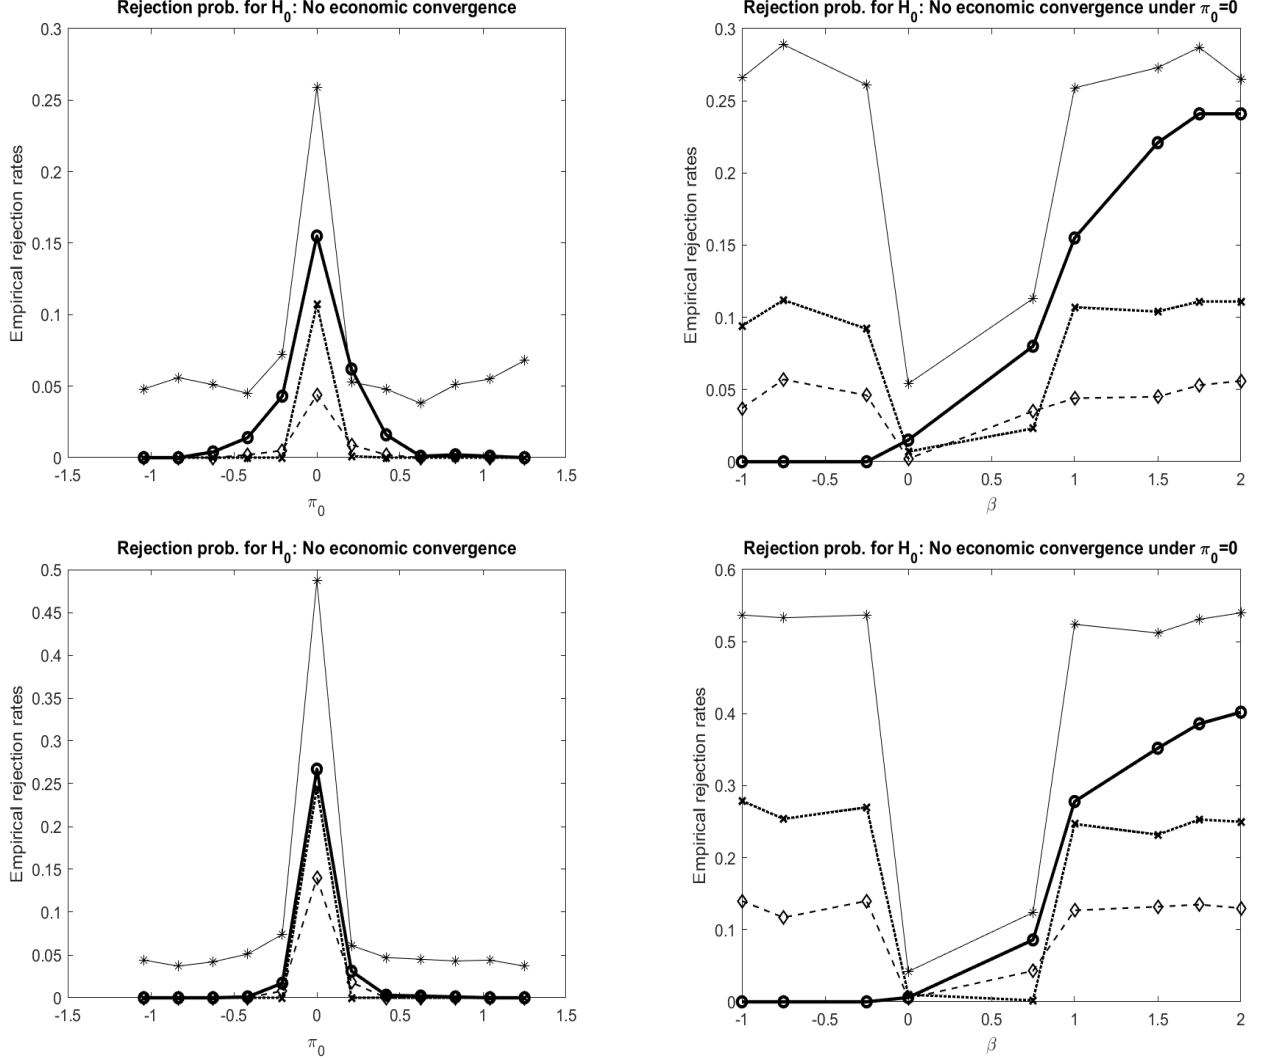 Rejection prob. for H0: No economic convergence
0.3
0.25
0.2
0.15
0.1
0.05
0
Empirical rejection rates
-1.5 -1 -0.5 0 0.5 1 1.5
π0
Rejection prob. for H0: No economic convergence under π0=0
0.3
0.25
0.2
0.15
0.1
0.05
0
Empirical rejection rates
-1 -0.5 0 0.5 1 1.5 2
β
Rejection prob. for H0: No economic convergence
0.5
0.45
0.4
0.35
0.3
0.25
0.2
0.15
0.1
0.05
0
Empirical rejection rates
-1.5 -1 -0.5 0 0.5 1 1.5
π0
Rejection prob. for H0: No economic convergence under π0=0
0.6
0.5
0.4
0.3
0.2
0.1
0
Empirical rejection rates
-1 -0.5 0 0.5 1 1.5 2
β